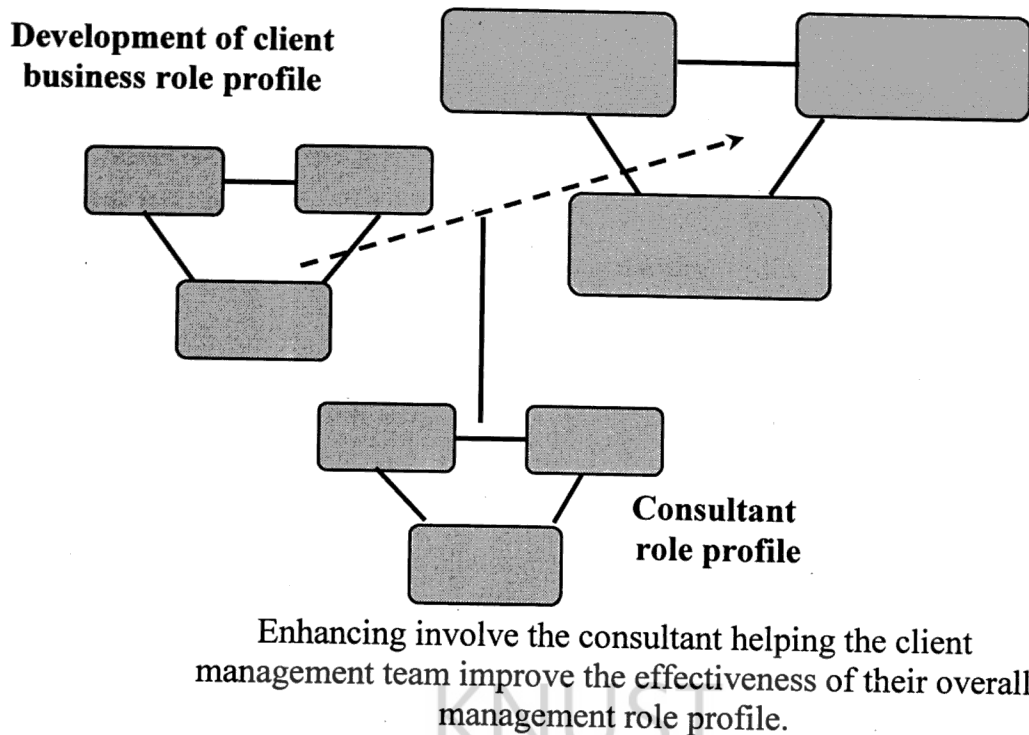 Development of client
business role profile
Consultant
role profile
Enhancing involve the consultant helping the client
management team improve the effectiveness of their overall
KNUST
management role profile.